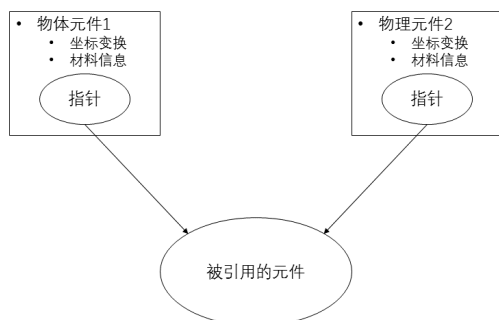 • 物体元件1
• 坐标变换
• 材料信息
指针
• 物理元件2
• 坐标变换
• 材料信息
指针
被引用的元件